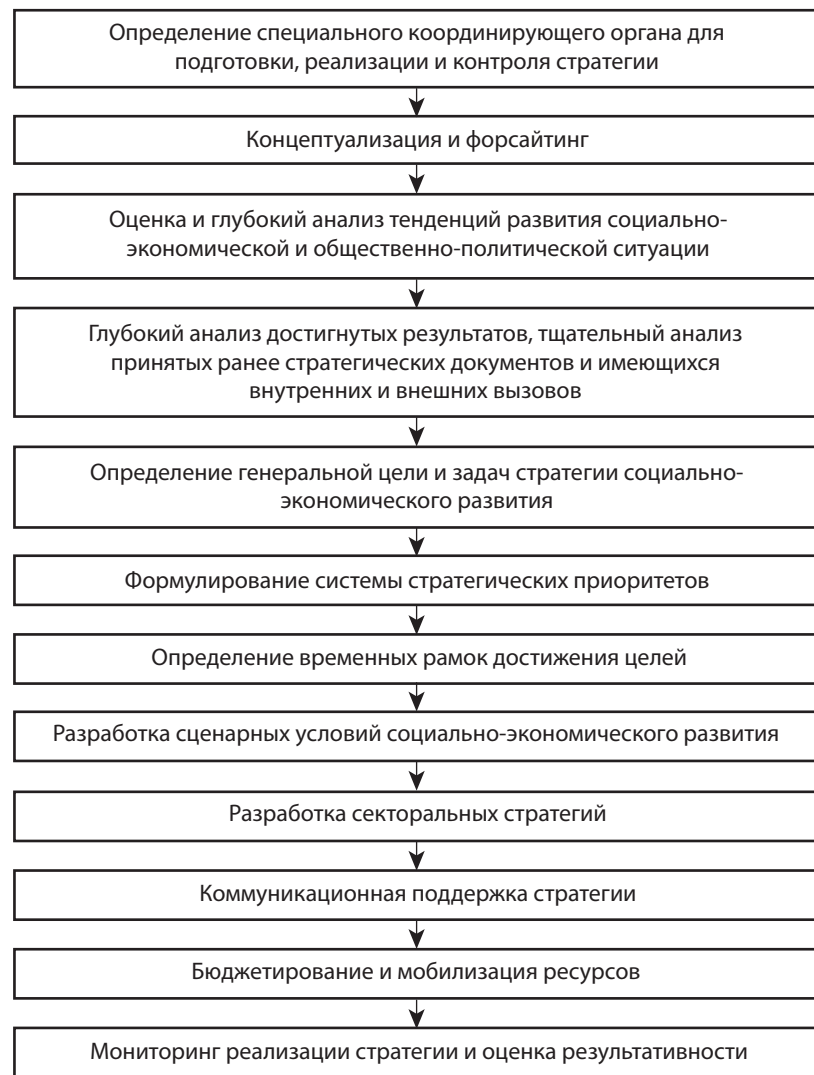 Определение специального координирующего органа для
подготовки, реализации и контроля стратегии
Концептуализация и форсайтинг
Оценка и глубокий анализ тенденций развития социально-
экономической и общественно-политической ситуации
Глубокий анализ достигнутых результатов, тщательный анализ
принятых ранее стратегических документов и имеющихся
внутренних и внешних вызовов
Определение генеральной цели и задач стратегии социально-
экономического развития
Формулирование системы стратегических приоритетов
Определение временных рамок достижения целей
Разработка сценарных условий социально-экономического развития
Разработка секторальных стратегий
Коммуникационная поддержка стратегии
Бюджетирование и мобилизация ресурсов
Мониторинг реализации стратегии и оценка результативности